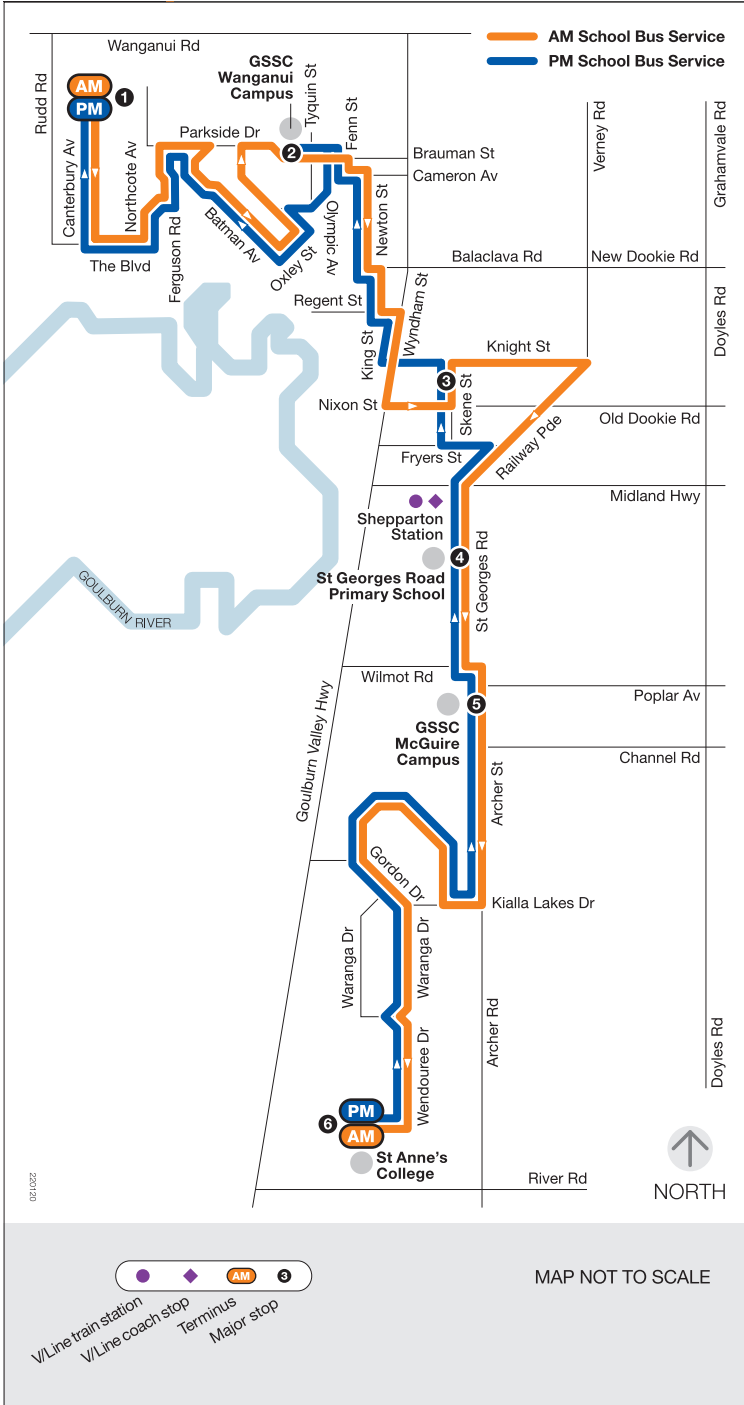 AM School Bus Service
PM School Bus Service
Wanganui Rd
GSSC
Wanganui
Campus
Tyquin St
Fenn St
Rudd Rd
AM
PM
1
Parkside Dr
2
Brauman St
Cameron Av
Verney Rd
Grahamvale Rd
Canterbury Av
Northcote Av
Ferguson Rd
Batman Av
Oxley St
Olympic Av
Newton St
The Blvd
Balaclava Rd
New Dookie Rd
Regent St
Wyndham St
Doyles Rd
King St
Knight St
3
Skene St
Nixon St
Old Dookie Rd
Railway Pde
Fryers St
Midland Hwy
Shepparton
Station
4
St Georges Road
Primary School
St Georges Rd
GOULBURN RIVER
Wilmot Rd
Poplar Av
5
GSSC
McGuire
Campus
Channel Rd
Goulburn Valley Hwy
Archer St
Gordon Dr
Kialla Lakes Dr
Waranga Dr
Waranga Dr
Archer Rd
Doyles Rd
Wendouree Dr
PM
6
AM
St Anne's
College
River Rd
NORTH
220120
AM
3
V/Line train station
V/Line coach stop
Terminus
Major stop
MAP NOT TO SCALE